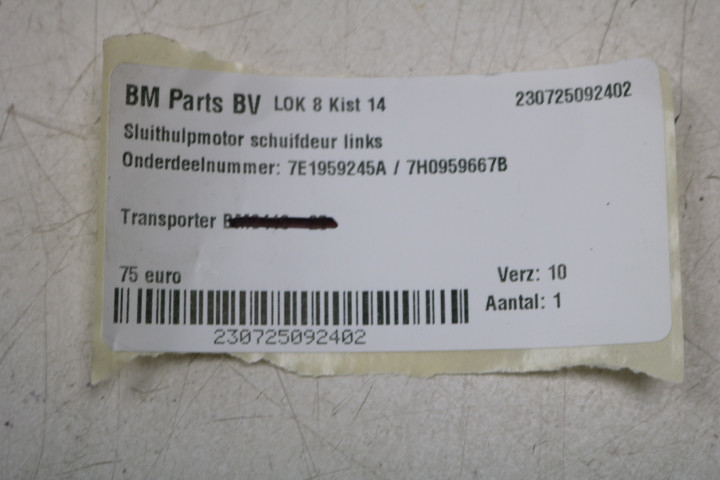 BM Parts BV LOK 8 Kist 14 230725092402
Sluithulpmotor schuifdeur links
Onderdeelnummer: 7E1959245A / 7H0959667B
Transporter
75 euro Verz: 10
Aantal: 1
230725092402